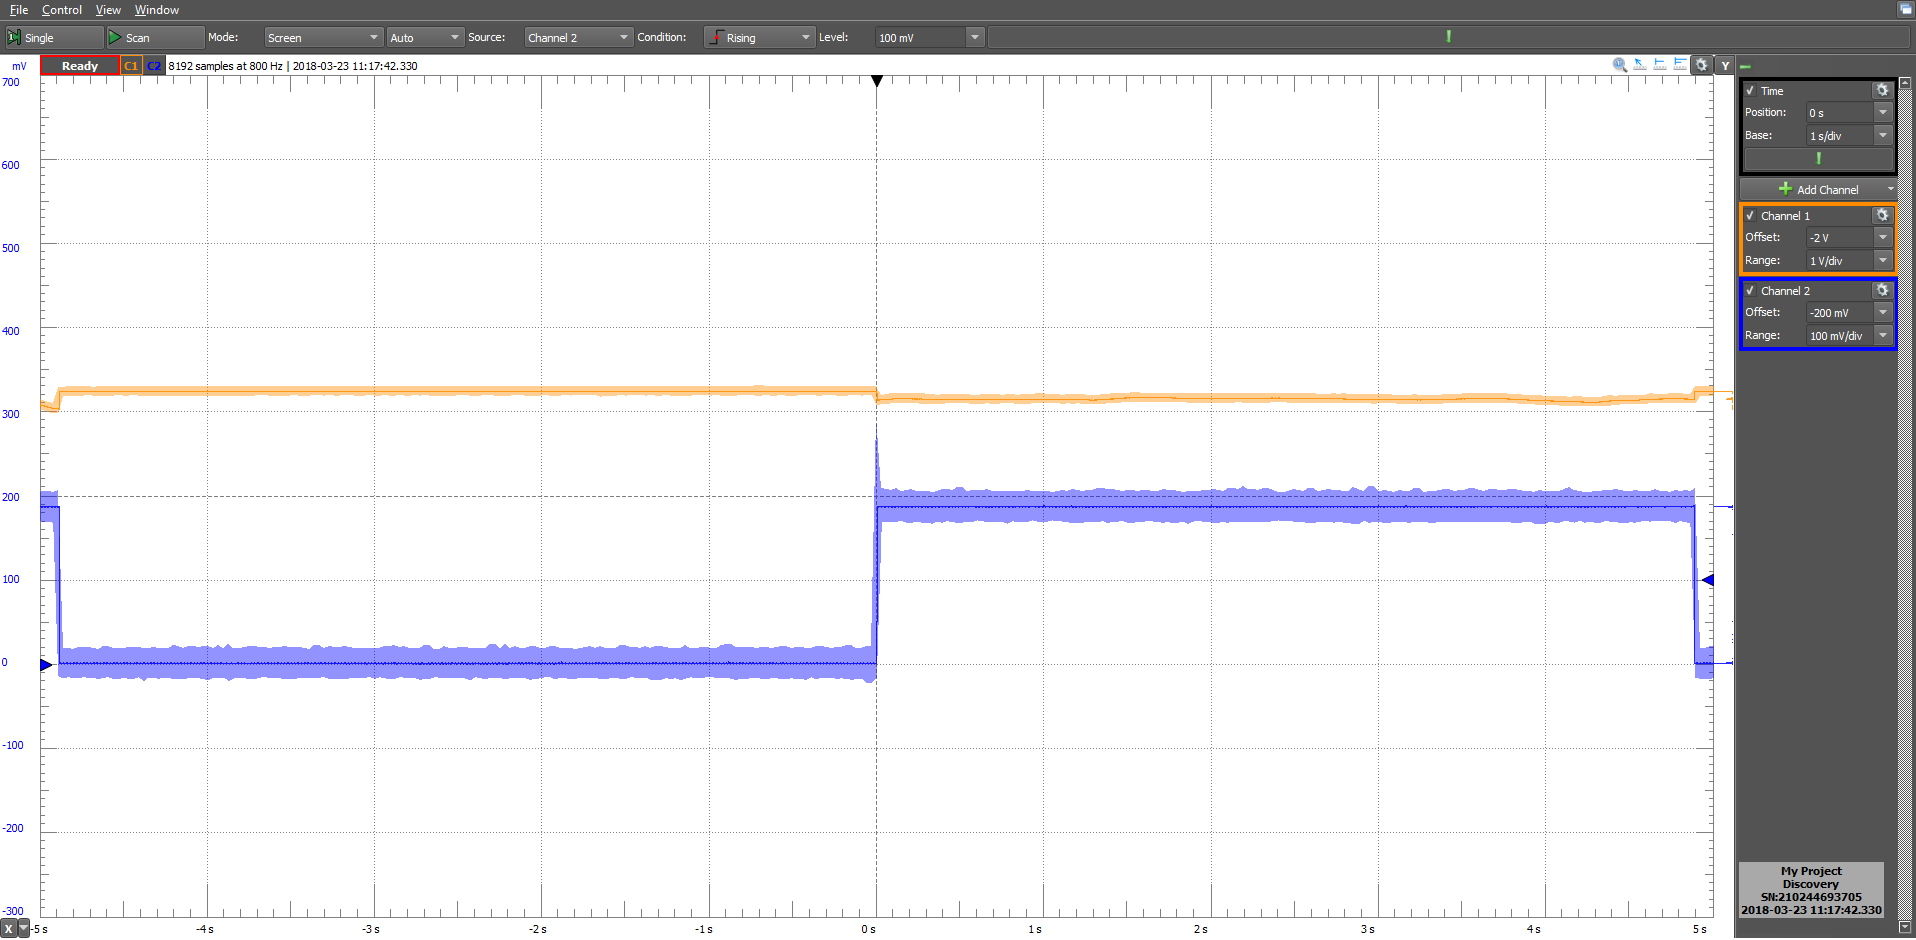 File Control View Window
Single Scan Mode: Screen Auto Source: Channel 2 Condition: Rising Level: 100 mV
mV Ready C1 C2 8192 samples at 800 Hz | 2018-03-23 11:17:42.330 Y
700
600
500
400
300
200
100
0
-100
-200
-300
X -5 s -4 s -3 s -2 s -1 s 0 s 1 s 2 s 3 s 4 s 5 s
Time
Position: 0 s
Base: 1 s/div
Add Channel
Channel 1
Offset: -2 V
Range: 1 V/div
Channel 2
Offset: -200 mV
Range: 100 mV/div
My Project
Discovery
SN:210244693705
2018-03-23 11:17:42.330